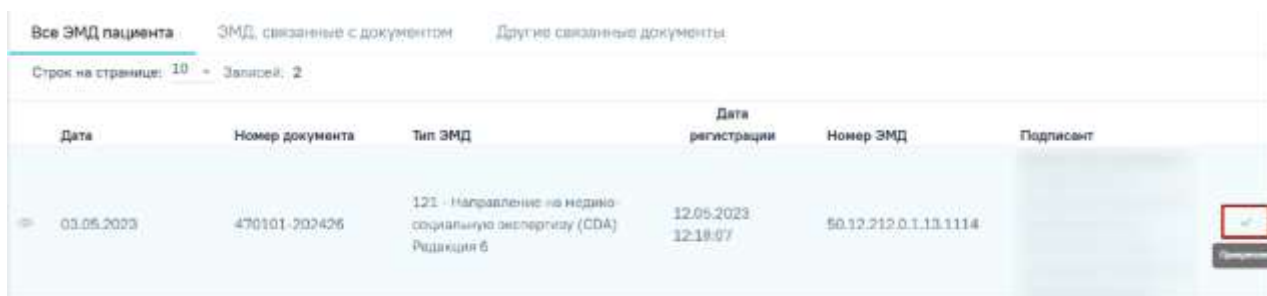 Все ЭМД пациента ЭМД, связанные с документом Другие связанные документы
Строк на странице: 10 Записей: 2
Дата Номер документа Тип ЭМД Дата регистрации Номер ЭМД Подписант
03.05.2023 470101-202426 121 - Направление на медико-
социальную экспертизу (CDA)
Редакция 6
12.05.2023
12:18:07
50.12.212.0.1.13.1114